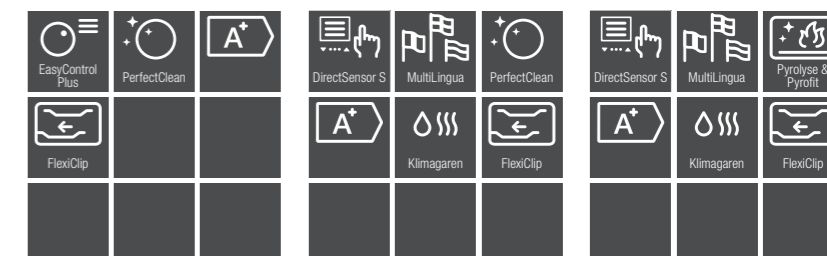 EasyControl
Plus
PerfectClean
A+
FlexiClip
DirectSensor S
MultiLingua
PerfectClean
A+
Klimagaren
FlexiClip
DirectSensor S
MultiLingua
Pyrolyse &
Pyrofit
A+
Klimagaren
FlexiClip